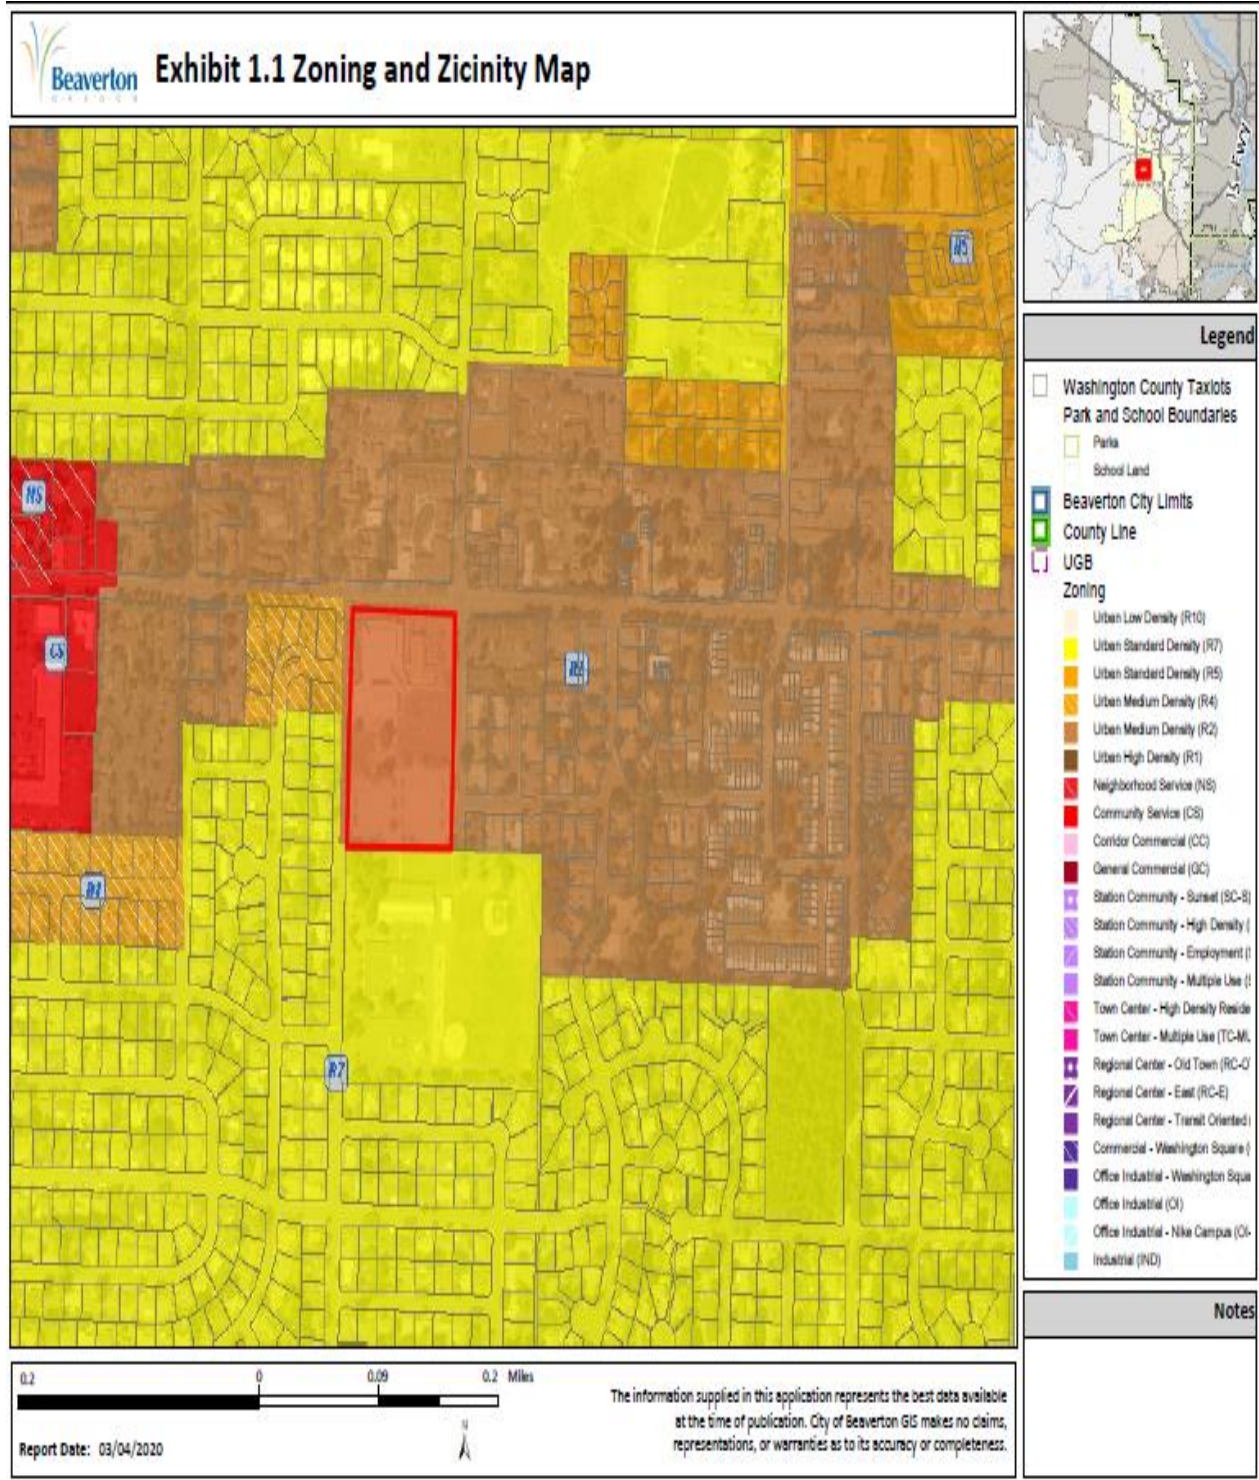 Beaverton
OREGON
Exhibit 1.1 Zoning and Zicinity Map
IS-FWY
R5
NS
CS
R2
R4
R7
Legend
Washington County Taxlots
Park and School Boundaries
Parks
School Land
Beaverton City Limits
County Line
UGB
Zoning
Urban Low Density (R10)
Urban Standard Density (R7)
Urban Standard Density (R5)
Urban Medium Density (R4)
Urban Medium Density (R2)
Urban High Density (R1)
Neighborhood Service (NS)
Community Service (CS)
Corridor Commercial (CC)
General Commercial (GC)
Station Community - Sunset (SC-S)
Station Community - High Density (
Station Community - Employment (
Station Community - Multiple Use (
Town Center - High Density Reside
Town Center - Multiple Use (TC-MU
Regional Center - Old Town (RC-O
Regional Center - East (RC-E)
Regional Center - Transit Oriented
Commercial - Washington Square (
Office Industrial - Washington Squa
Office Industrial (OI)
Office Industrial - Nike Campus (OI-
Industrial (IND)
Notes
0.2 0 0.09 0.2 Miles
N
Report Date: 03/04/2020
The information supplied in this application represents the best data available
at the time of publication. City of Beaverton GIS makes no claims,
representations, or warranties as to its accuracy or completeness.